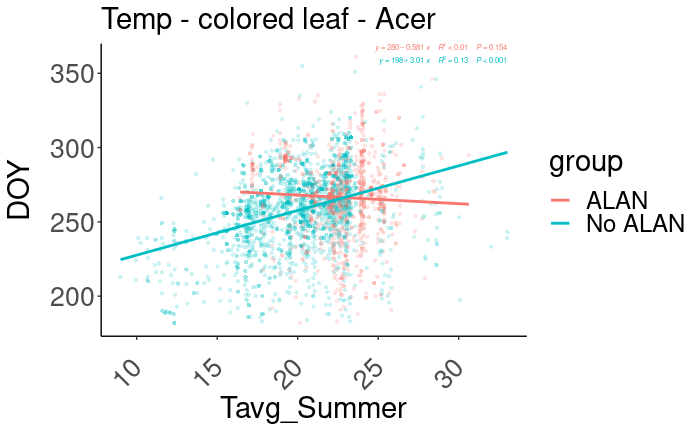 Temp - colored leaf - Acer
y = 280 − 0.581 x R² < 0.01 P = 0.154
y = 198 + 3.01 x R² = 0.13 P < 0.001
350
300
250
200
DOY
10 15 20 25 30
Tavg_Summer
group
ALAN
No ALAN